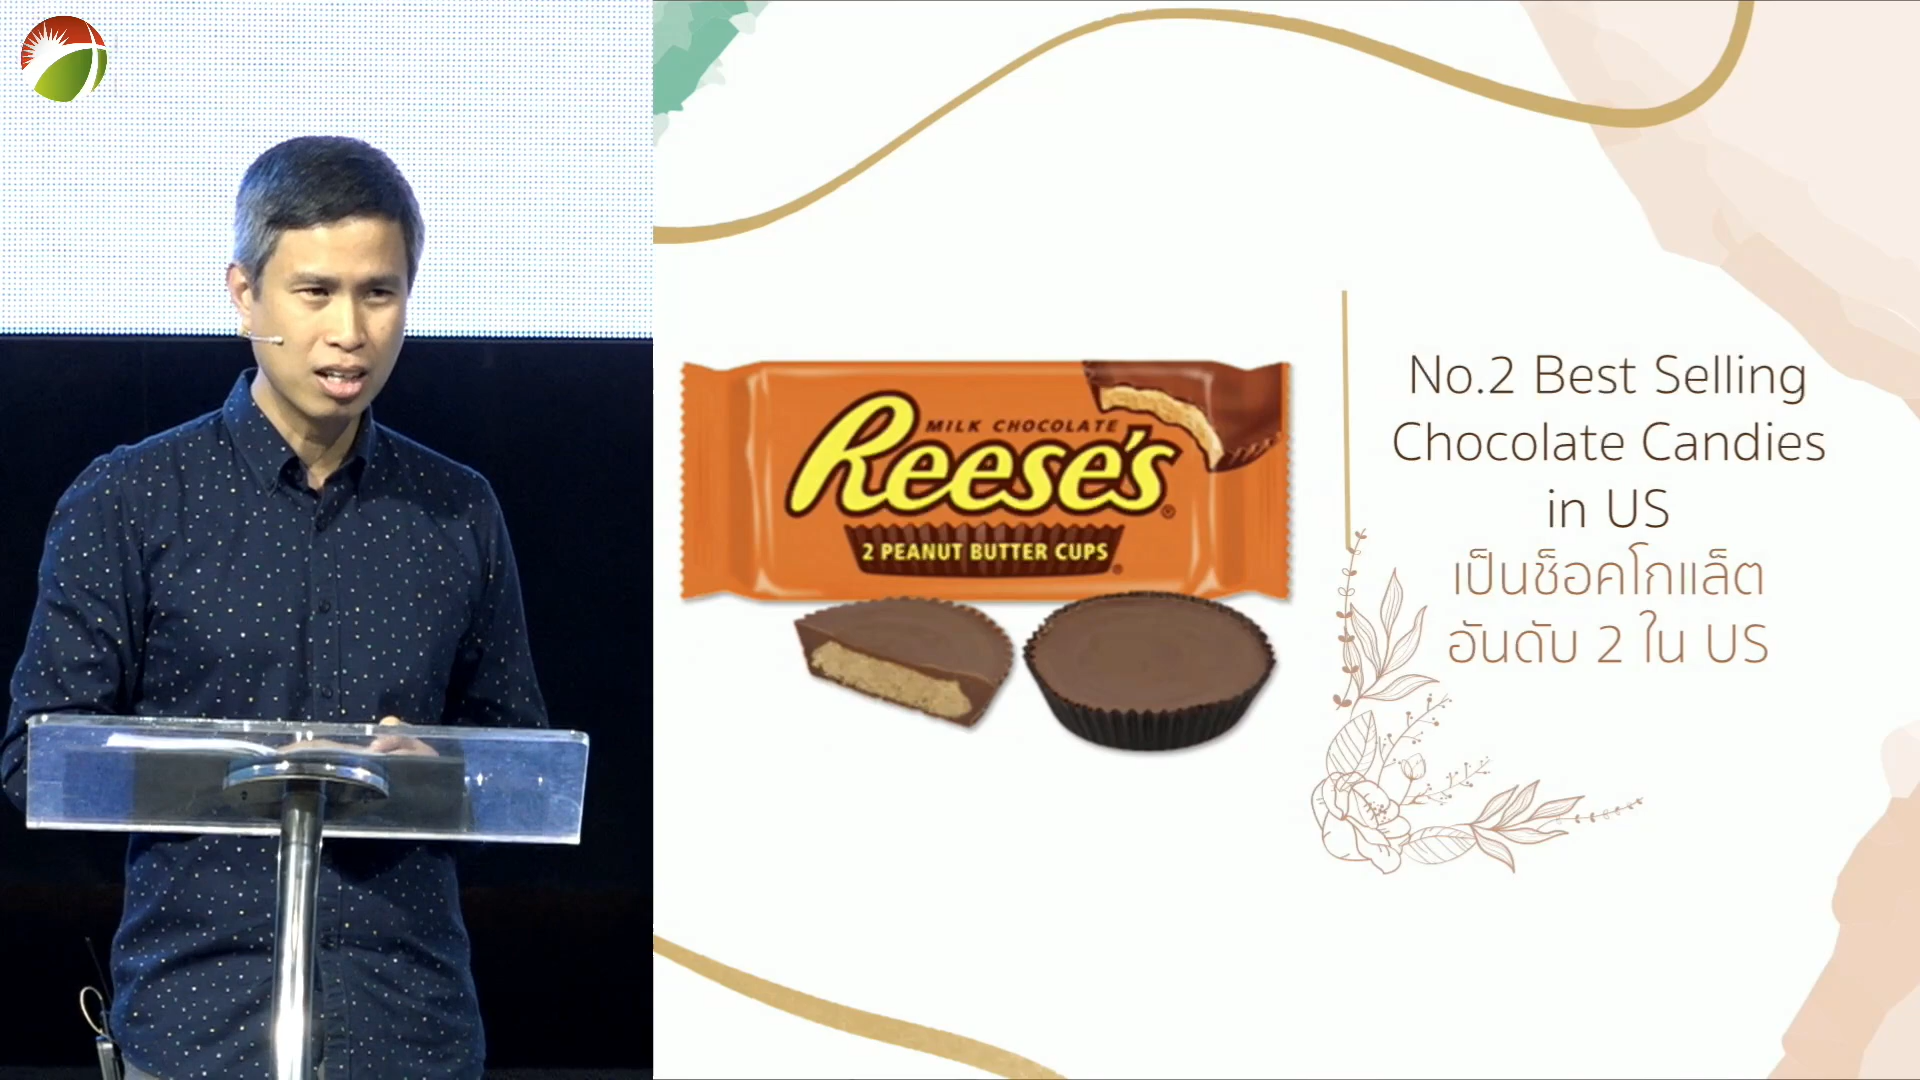 MILK CHOCOLATE
Reese's®
2 PEANUT BUTTER CUPS®
No.2 Best Selling
Chocolate Candies
in US
เป็นช็อคโกแล็ต
อันดับ 2 ใน US